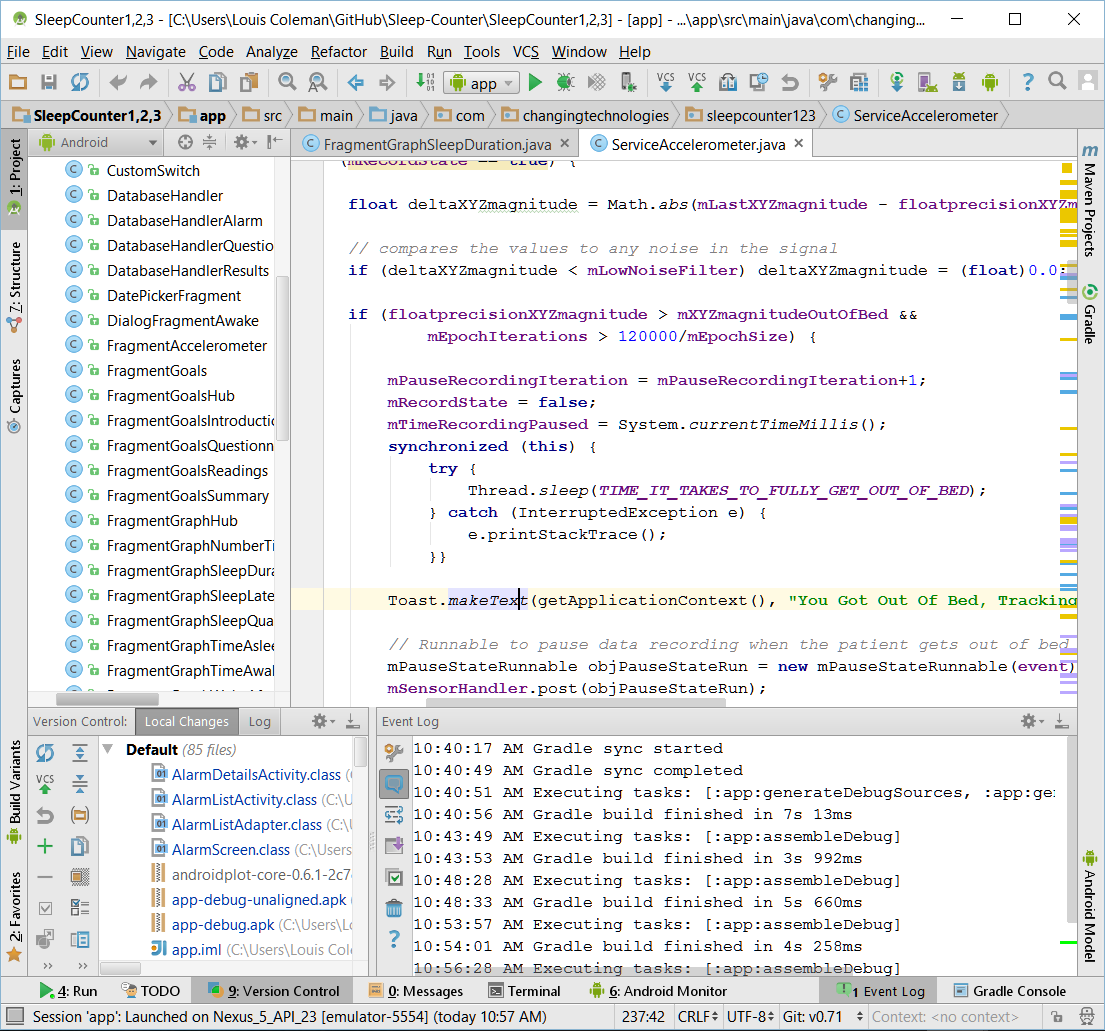 SleepCounter1,2,3 - [C:\Users\Louis Coleman\GitHub\Sleep-Counter\SleepCounter1,2,3] - [app] - ...\app\src\main\java\com\changing...
File Edit View Navigate Code Analyze Refactor Build Run Tools VCS Window Help
app VCS VCS
SleepCounter1,2,3 app src main java com changingtechnologies sleepcounter123 ServiceAccelerometer
1: Project
7: Structure
Captures
Build Variants
2: Favorites
Android
CustomSwitch
DatabaseHandler
DatabaseHandlerAlarm
DatabaseHandlerQuestio
DatabaseHandlerResults
DatePickerFragment
DialogFragmentAwake
FragmentAccelerometer
FragmentGoals
FragmentGoalsHub
FragmentGoalsIntroductio
FragmentGoalsQuestionn
FragmentGoalsReadings
FragmentGoalsSummary
FragmentGraphHub
FragmentGraphNumberTi
FragmentGraphSleepDura
FragmentGraphSleepLate
FragmentGraphSleepQua
FragmentGraphTimeAslee
FragmentGraphTimeAwak
FragmentGraphSleepDuration.java ServiceAccelerometer.java
(mRecordState == true) {
float deltaXYZmagnitude = Math.abs(mLastXYZmagnitude - floatprecisionXYZm
// compares the values to any noise in the signal
if (deltaXYZmagnitude < mLowNoiseFilter) deltaXYZmagnitude = (float)0.0;
if (floatprecisionXYZmagnitude > mXYZmagnitudeOutOfBed &&
mEpochIterations > 120000/mEpochSize) {
mPauseRecordingIteration = mPauseRecordingIteration+1;
mRecordState = false;
mTimeRecordingPaused = System.currentTimeMillis();
synchronized (this) {
try {
Thread.sleep(TIME_IT_TAKES_TO_FULLY_GET_OUT_OF_BED);
} catch (InterruptedException e) {
e.printStackTrace();
}}
Toast.makeText(getApplicationContext(), "You Got Out Of Bed, Tracking
// Runnable to pause data recording when the patient gets out of bed
mPauseStateRunnable objPauseStateRun = new mPauseStateRunnable(event)
mSensorHandler.post(objPauseStateRun);
Maven Projects
Gradle
Android Model
Version Control: Local Changes Log
VCS
Default (85 files)
AlarmDetailsActivity.class (
AlarmListActivity.class (C:\U
AlarmListAdapter.class (C:\
AlarmScreen.class (C:\Users
androidplot-core-0.6.1-2c7
app-debug-unaligned.apk
app-debug.apk (C:\Users\L
app.iml (C:\Users\Louis Cole
Event Log
10:40:17 AM Gradle sync started
10:40:49 AM Gradle sync completed
10:40:51 AM Executing tasks: [:app:generateDebugSources, :app:ge
10:40:56 AM Gradle build finished in 7s 13ms
10:43:49 AM Executing tasks: [:app:assembleDebug]
10:43:53 AM Gradle build finished in 3s 992ms
10:48:28 AM Executing tasks: [:app:assembleDebug]
10:48:33 AM Gradle build finished in 5s 660ms
10:53:57 AM Executing tasks: [:app:assembleDebug]
10:54:01 AM Gradle build finished in 4s 258ms
10:56:28 AM Executing tasks: [:app:assembleDebug]
4: Run TODO 9: Version Control 0: Messages Terminal 6: Android Monitor 1 Event Log Gradle Console
Session 'app': Launched on Nexus_5_API_23 [emulator-5554] (today 10:57 AM) 237:42 CRLF UTF-8 Git: v0.71 Context: <no context>